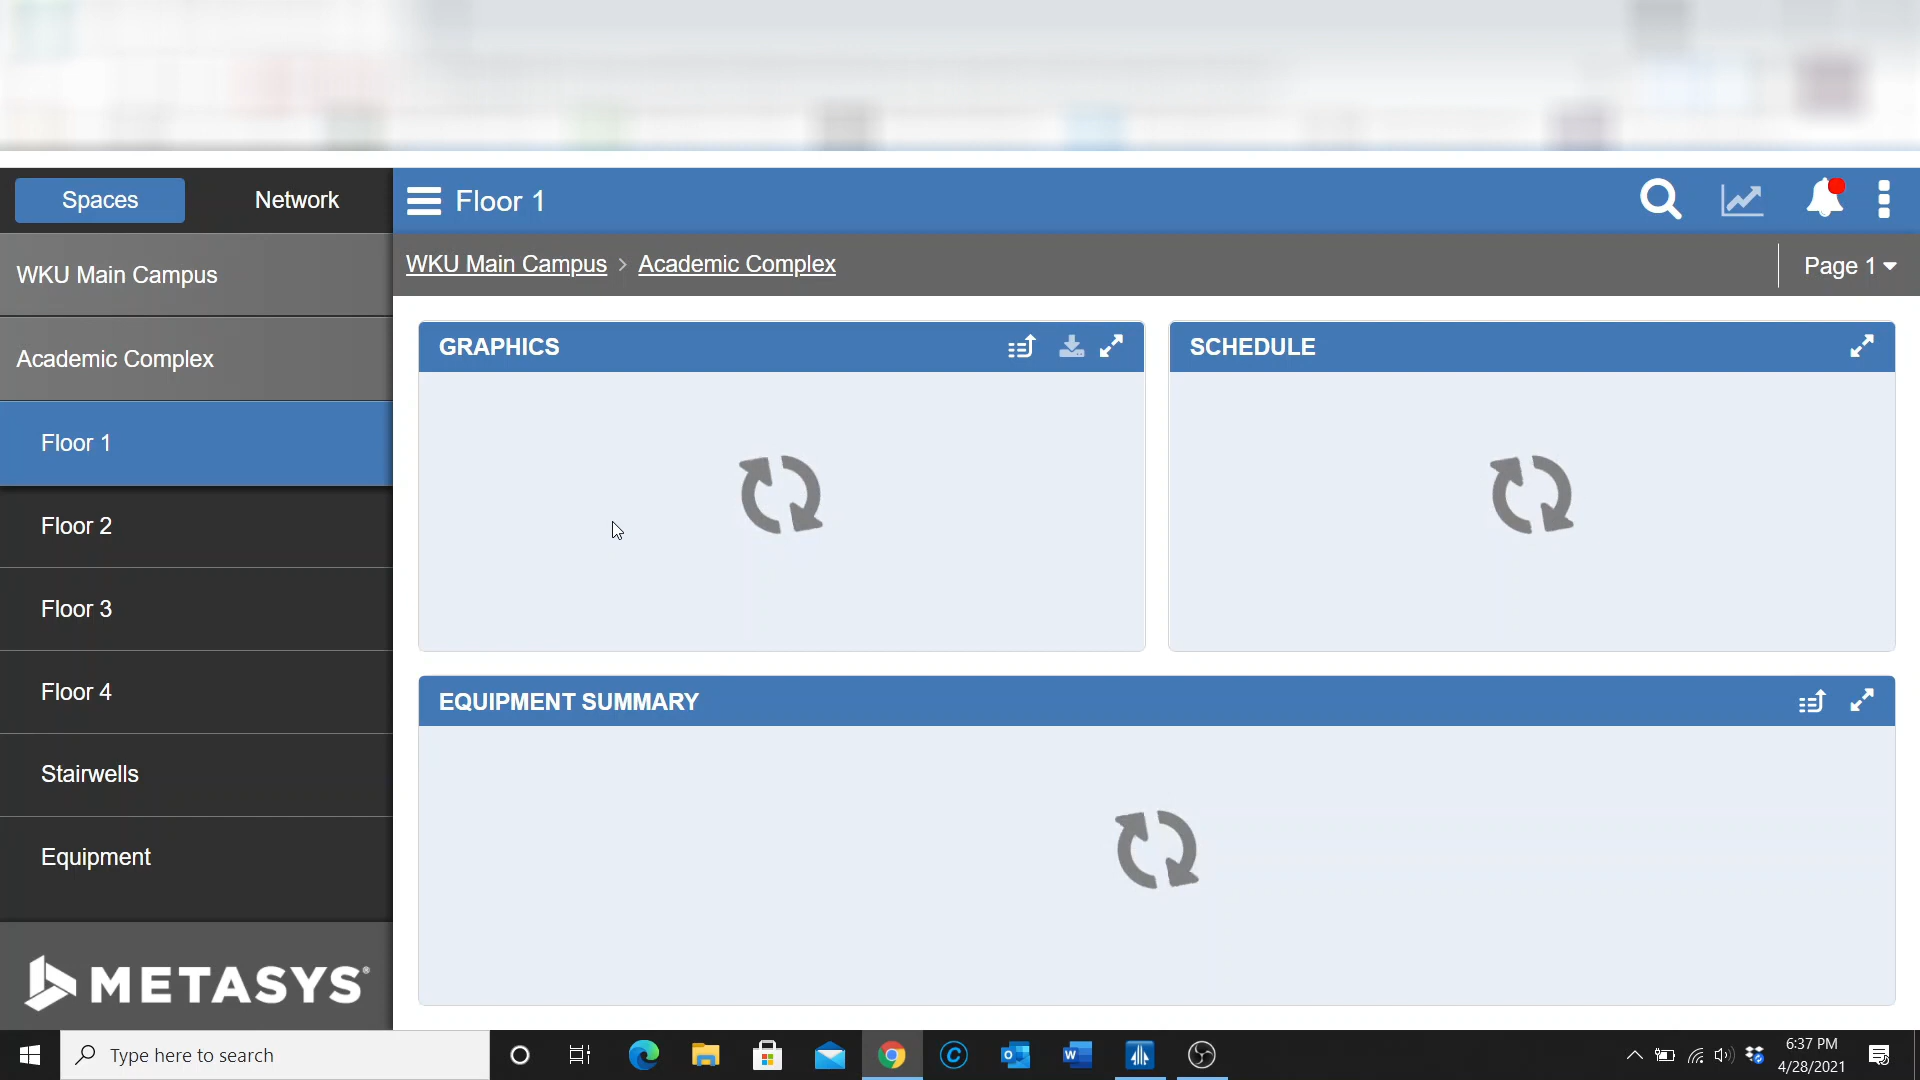 Spaces
Network
Floor 1
WKU Main Campus
WKU Main Campus > Academic Complex
Page 1
Academic Complex
GRAPHICS
SCHEDULE
Floor 1
Floor 2
Floor 3
Floor 4
EQUIPMENT SUMMARY
Stairwells
Equipment
METASYS®
Type here to search
6:37 PM
4/28/2021